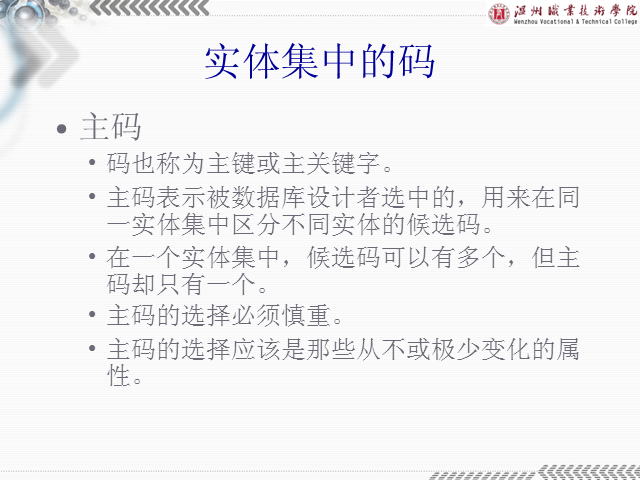 温州職業技術學院
Wenzhou Vocational & Technical College
实体集中的码
• 主码
• 码也称为主键或主关键字。
• 主码表示被数据库设计者选中的，用来在同
一实体集中区分不同实体的候选码。
• 在一个实体集中，候选码可以有多个，但主
码却只有一个。
• 主码的选择必须慎重。
• 主码的选择应该是那些从不或极少变化的属
性。